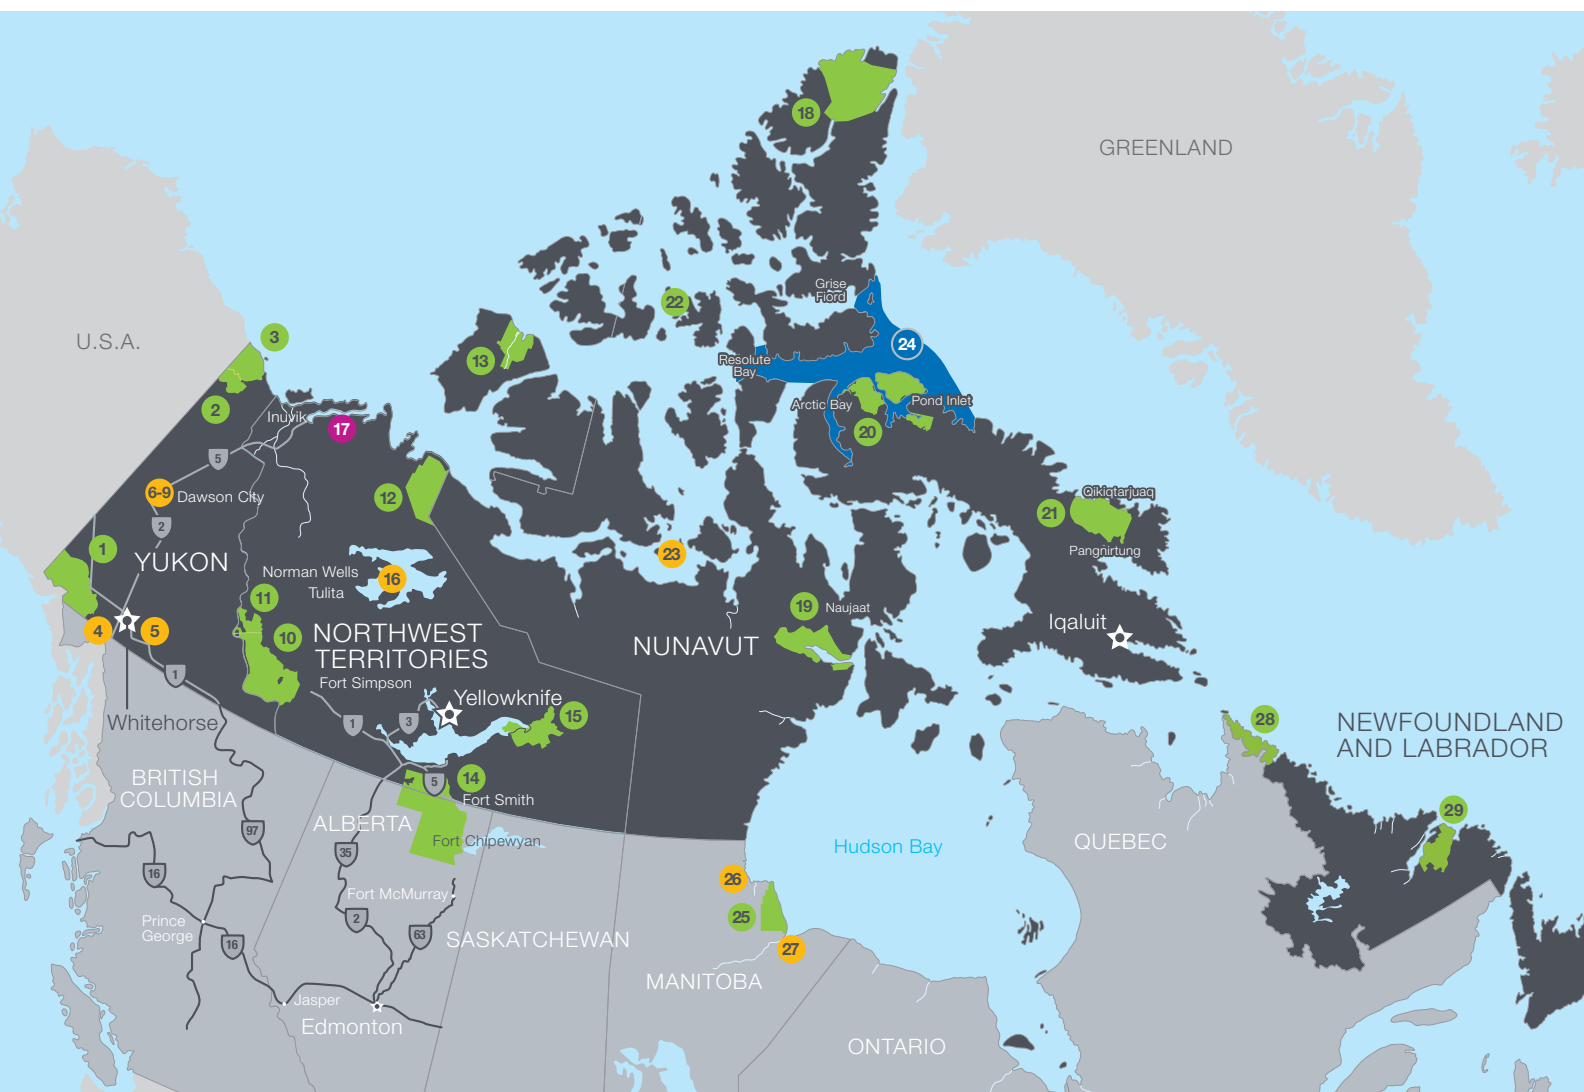 18
GREENLAND
Grise
Fiord
22
3
U.S.A.
13
24
Resolute
Bay
2
Inuvik
17
Arctic Bay
Pond Inlet
20
5
6-9
Dawson City
12
Qikiqtarjuaq
21
2
1
YUKON
23
Pangnirtung
Norman Wells
Tulita
16
11
19
Naujaat
4
5
10
NORTHWEST
TERRITORIES
NUNAVUT
Iqaluit
1
Fort Simpson
Yellowknife
15
28
Whitehorse
1
3
NEWFOUNDLAND
AND LABRADOR
BRITISH
COLUMBIA
5
14
Fort Smith
29
97
ALBERTA
Fort Chipewyan
Hudson Bay
QUEBEC
35
16
26
Fort McMurray
25
2
Prince
George
16
63
SASKATCHEWAN
27
MANITOBA
Jasper
Edmonton
ONTARIO